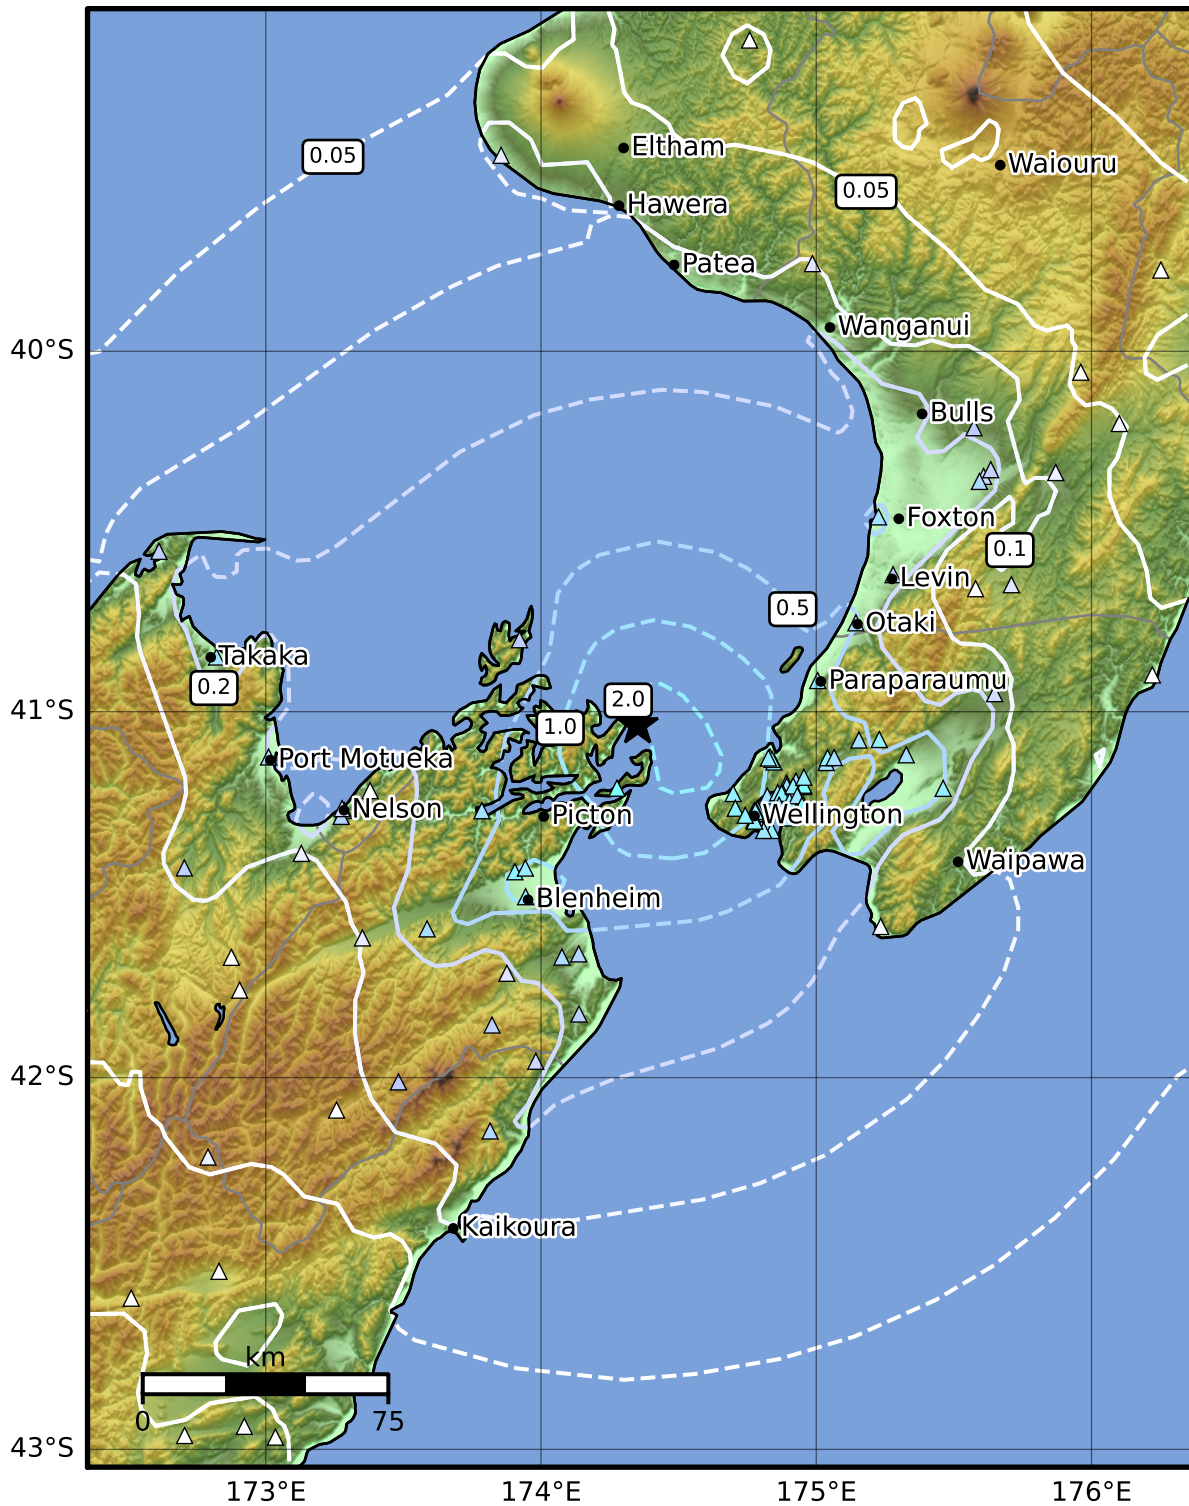 Eltham
0.05
Waiouru
0.05
Hawera
Patea
Wanganui
40°S
Bulls
Foxton
0.1
Levin
0.5
Otaki
Takaka
Paraparaumu
0.2
2.0
41°S
1.0
Port Motueka
Nelson
Picton
Wellington
Waipawa
Blenheim
42°S
Kaikoura
km
0 75
43°S
173°E 174°E 175°E 176°E